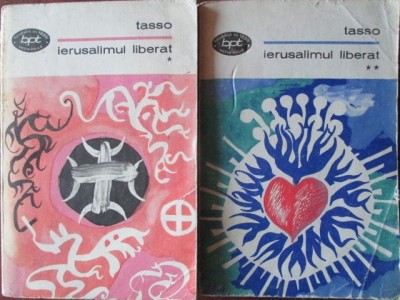 bpt
tasso
ierusalimul liberat
*
bpt
tasso
ierusalimul liberat
**